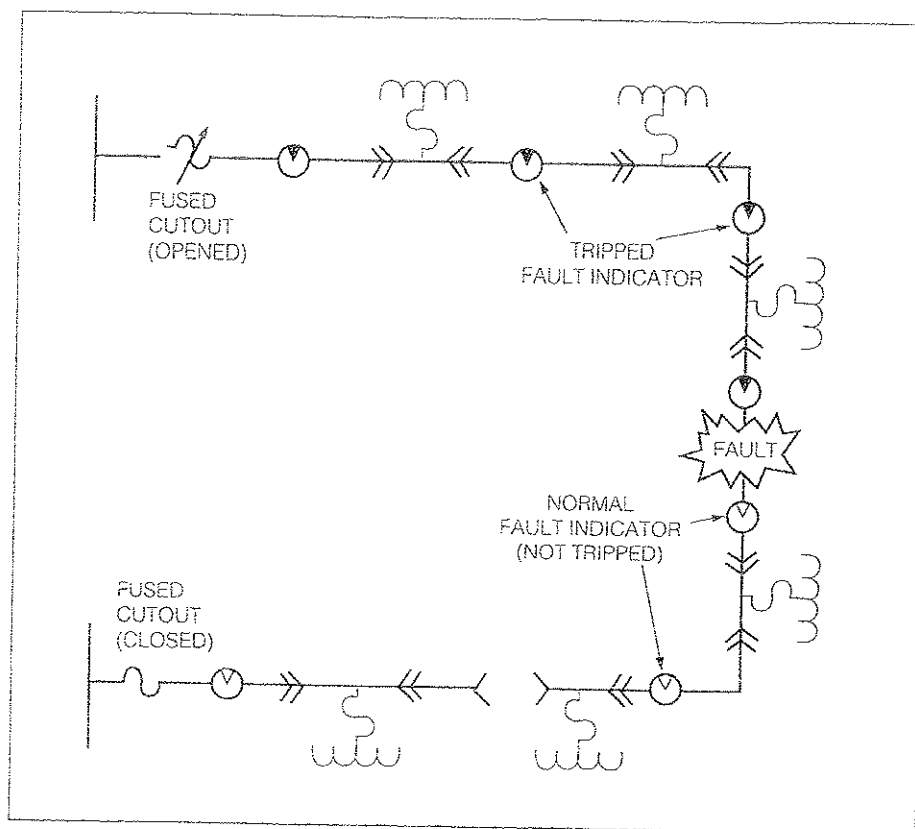 FUSED
CUTOUT
(OPENED)
TRIPPED
FAULT INDICATOR
FAULT
NORMAL
FAULT INDICATOR
(NOT TRIPPED)
FUSED
CUTOUT
(CLOSED)